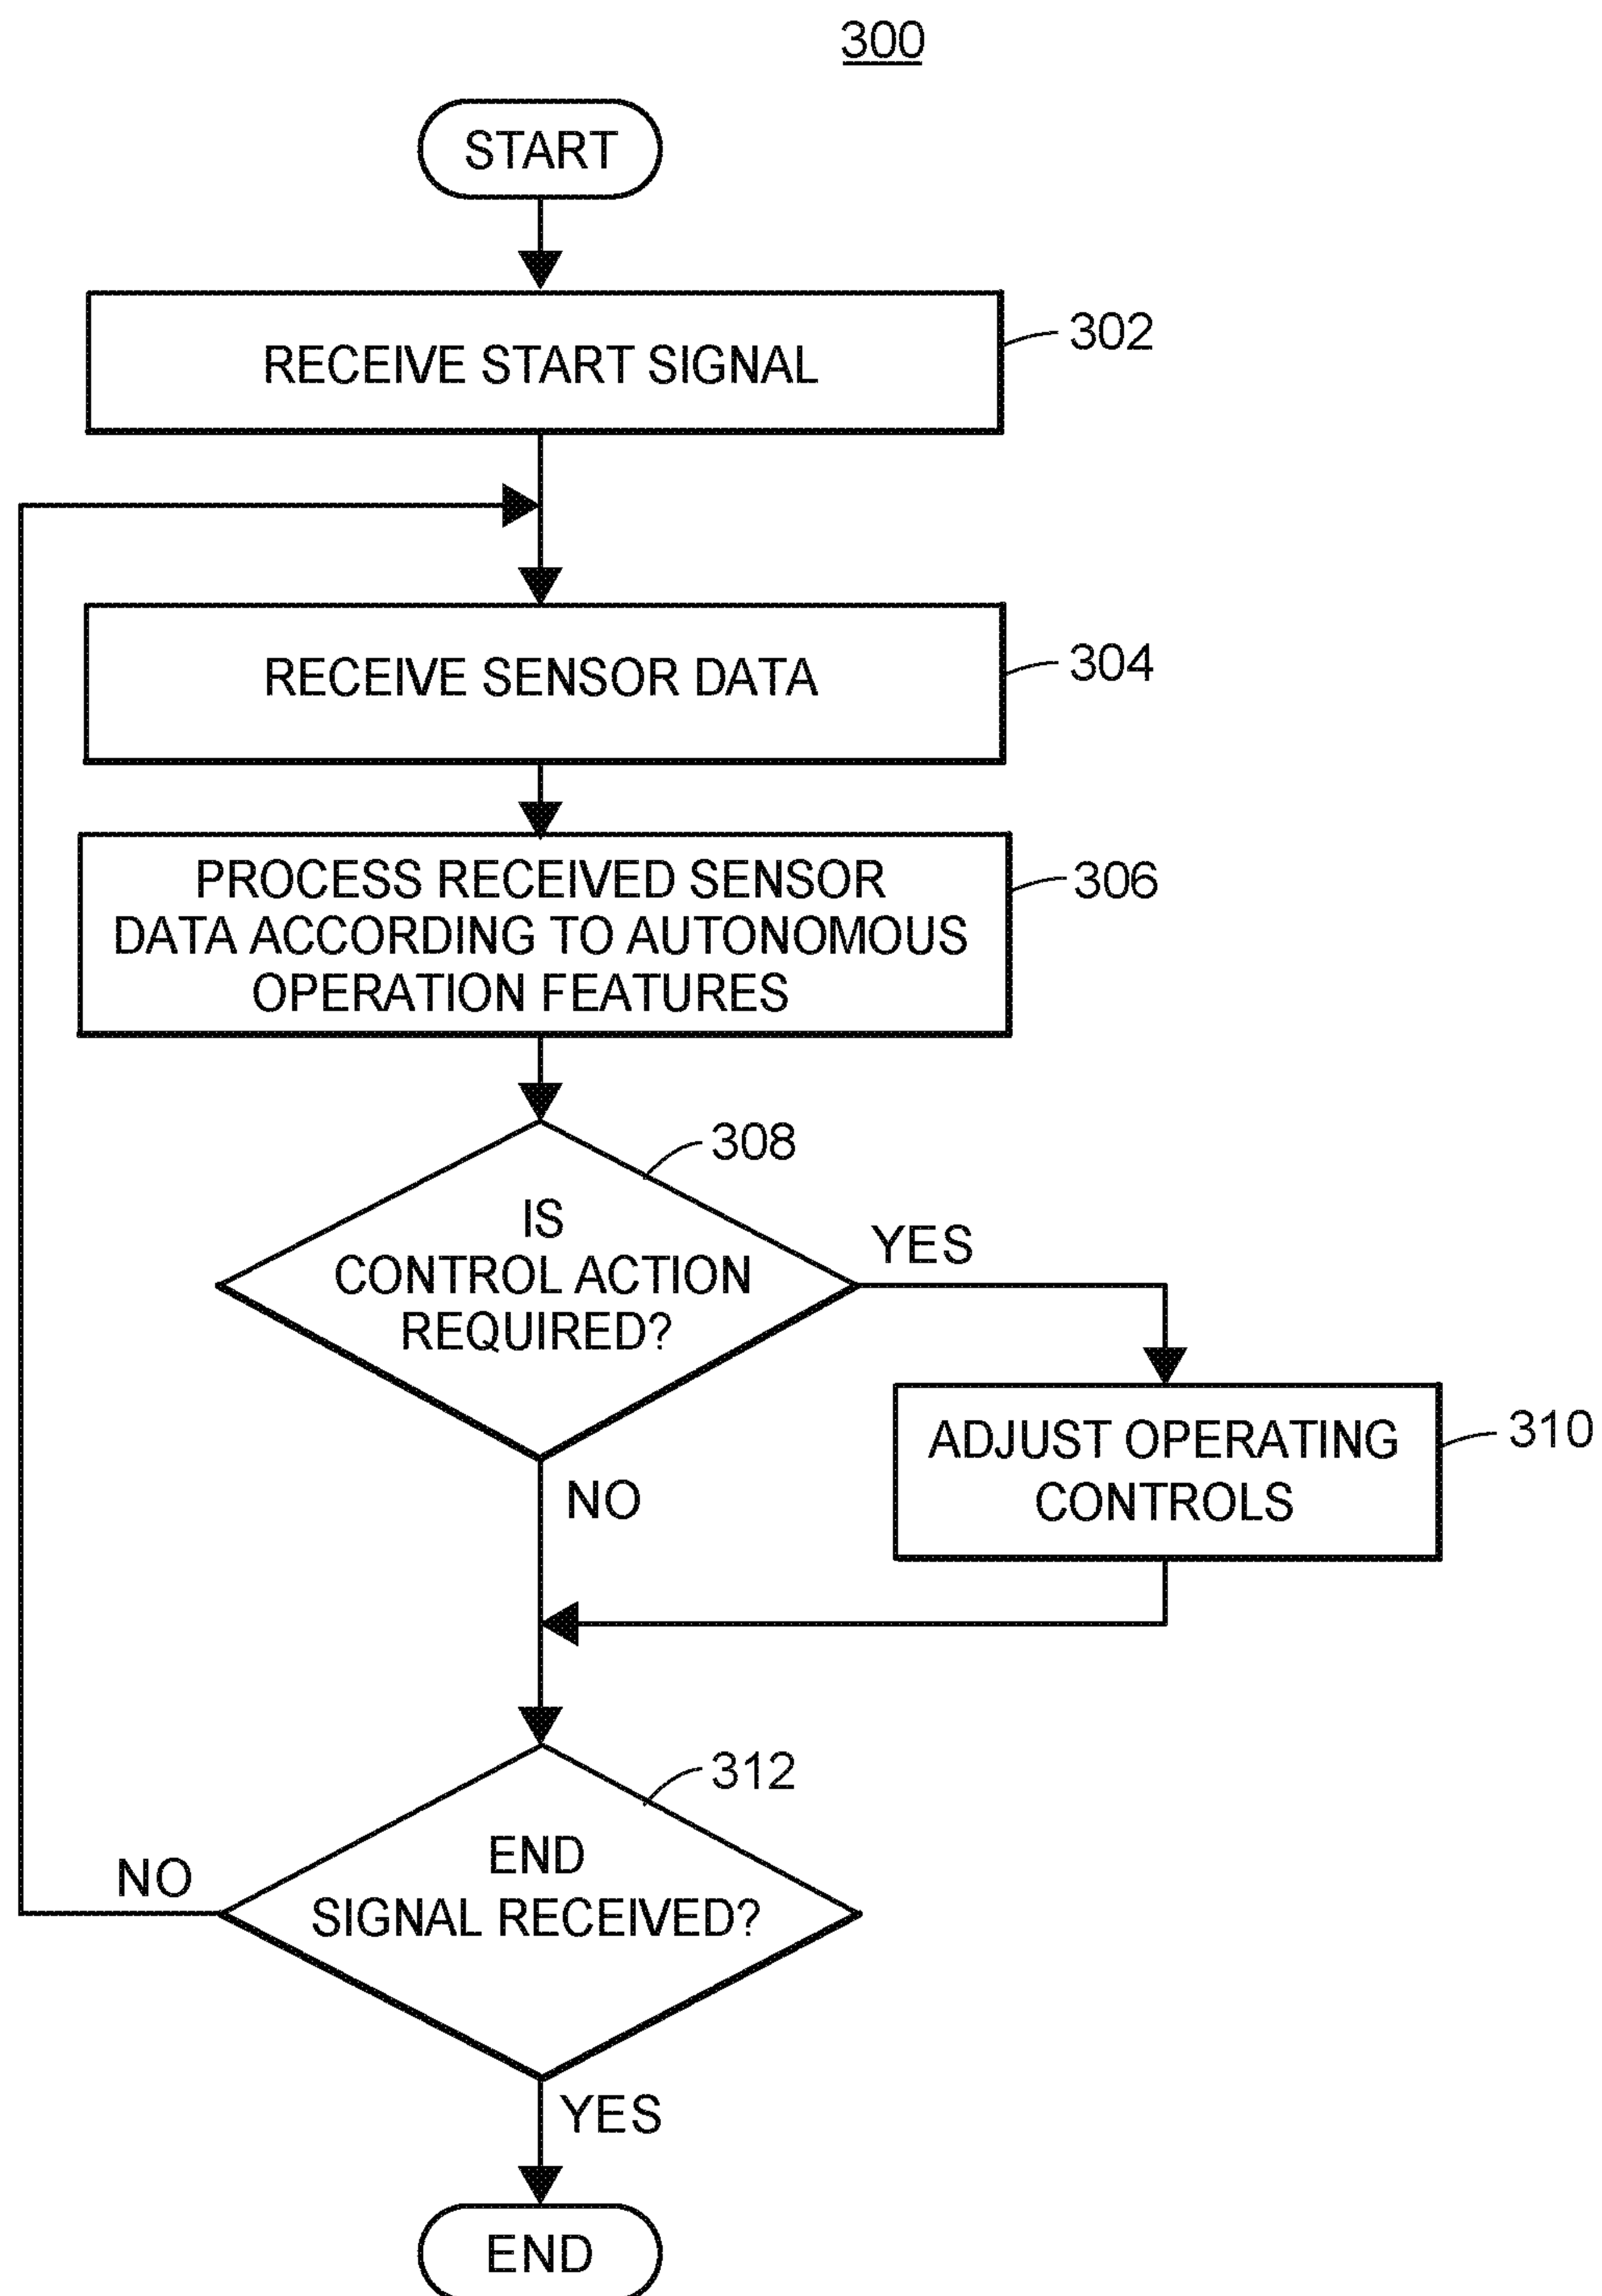 300
START
RECEIVE START SIGNAL
302
RECEIVE SENSOR DATA
304
PROCESS RECEIVED SENSOR
DATA ACCORDING TO AUTONOMOUS
OPERATION FEATURES
306
308
IS
CONTROL ACTION
REQUIRED?
YES
ADJUST OPERATING
CONTROLS
310
NO
312
END
SIGNAL RECEIVED?
NO
YES
END